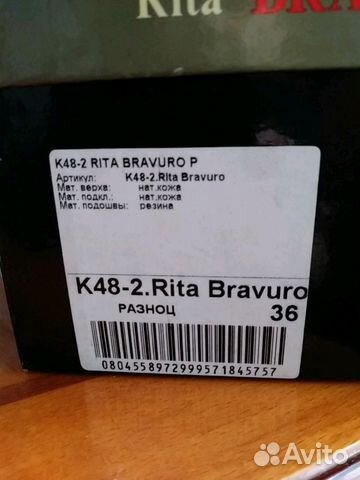 Rita BRA
K48-2 RITA BRAVURO P
Артикул: K48-2.Rita Bravuro
Мат. верха: нат.кожа
Мат. подкл.: нат.кожа
Мат. подошвы: резина
K48-2.Rita Bravuro
РАЗНОЦ 36
0804558972999571845757
Avito